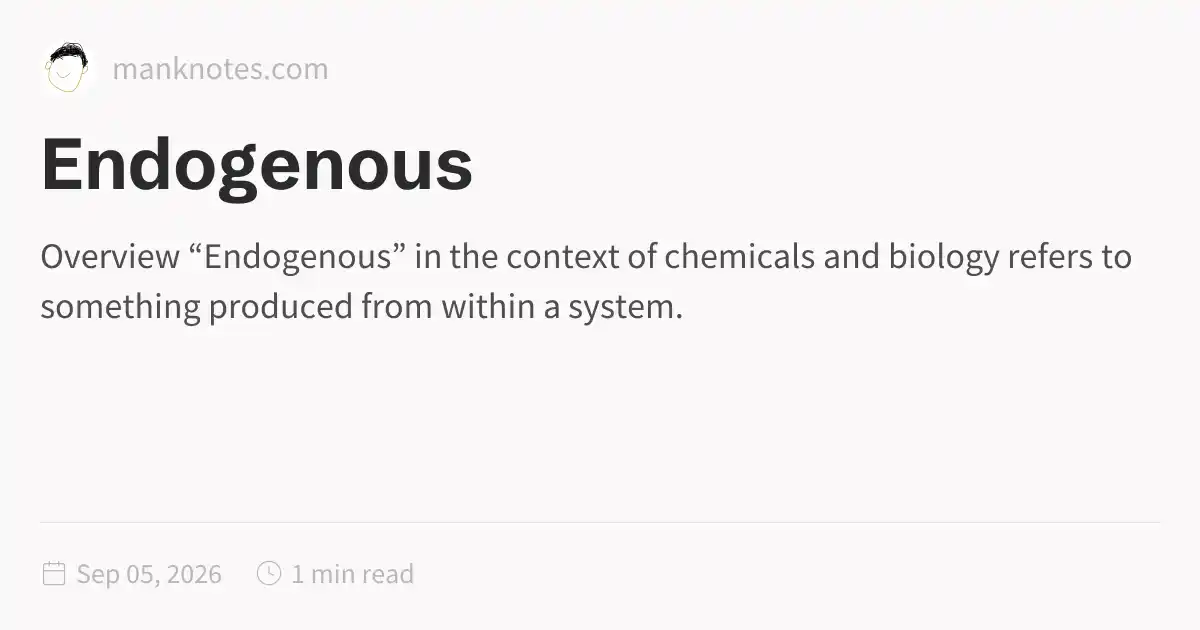 manknotes.com
Endogenous
Overview “Endogenous” in the context of chemicals and biology refers to
something produced from within a system.
Sep 05, 2026 1 min read